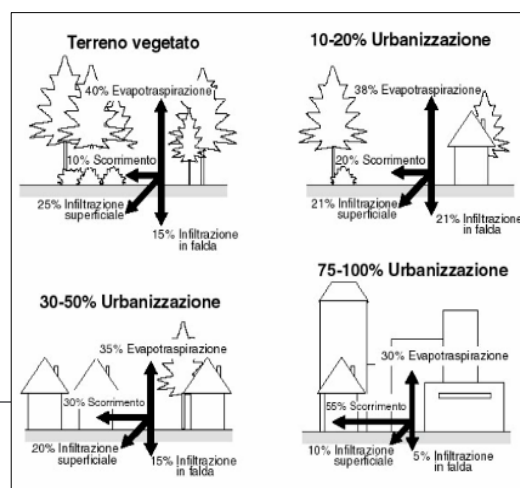 Terreno vegetato
40% Evapotraspirazione
10% Scorrimento
25% Infiltrazione
superficiale
15% Infiltrazione
in falda
10-20% Urbanizzazione
38% Evapotraspirazione
20% Scorrimento
21% Infiltrazione
superficiale
21% Infiltrazione
in falda
30-50% Urbanizzazione
35% Evapotraspirazione
30% Scorrimento
20% Infiltrazione
superficiale
15% Infiltrazione
in falda
75-100% Urbanizzazione
30% Evapotraspirazione
55% Scorrimento
10% Infiltrazione
superficiale
5% Infiltrazione
in falda